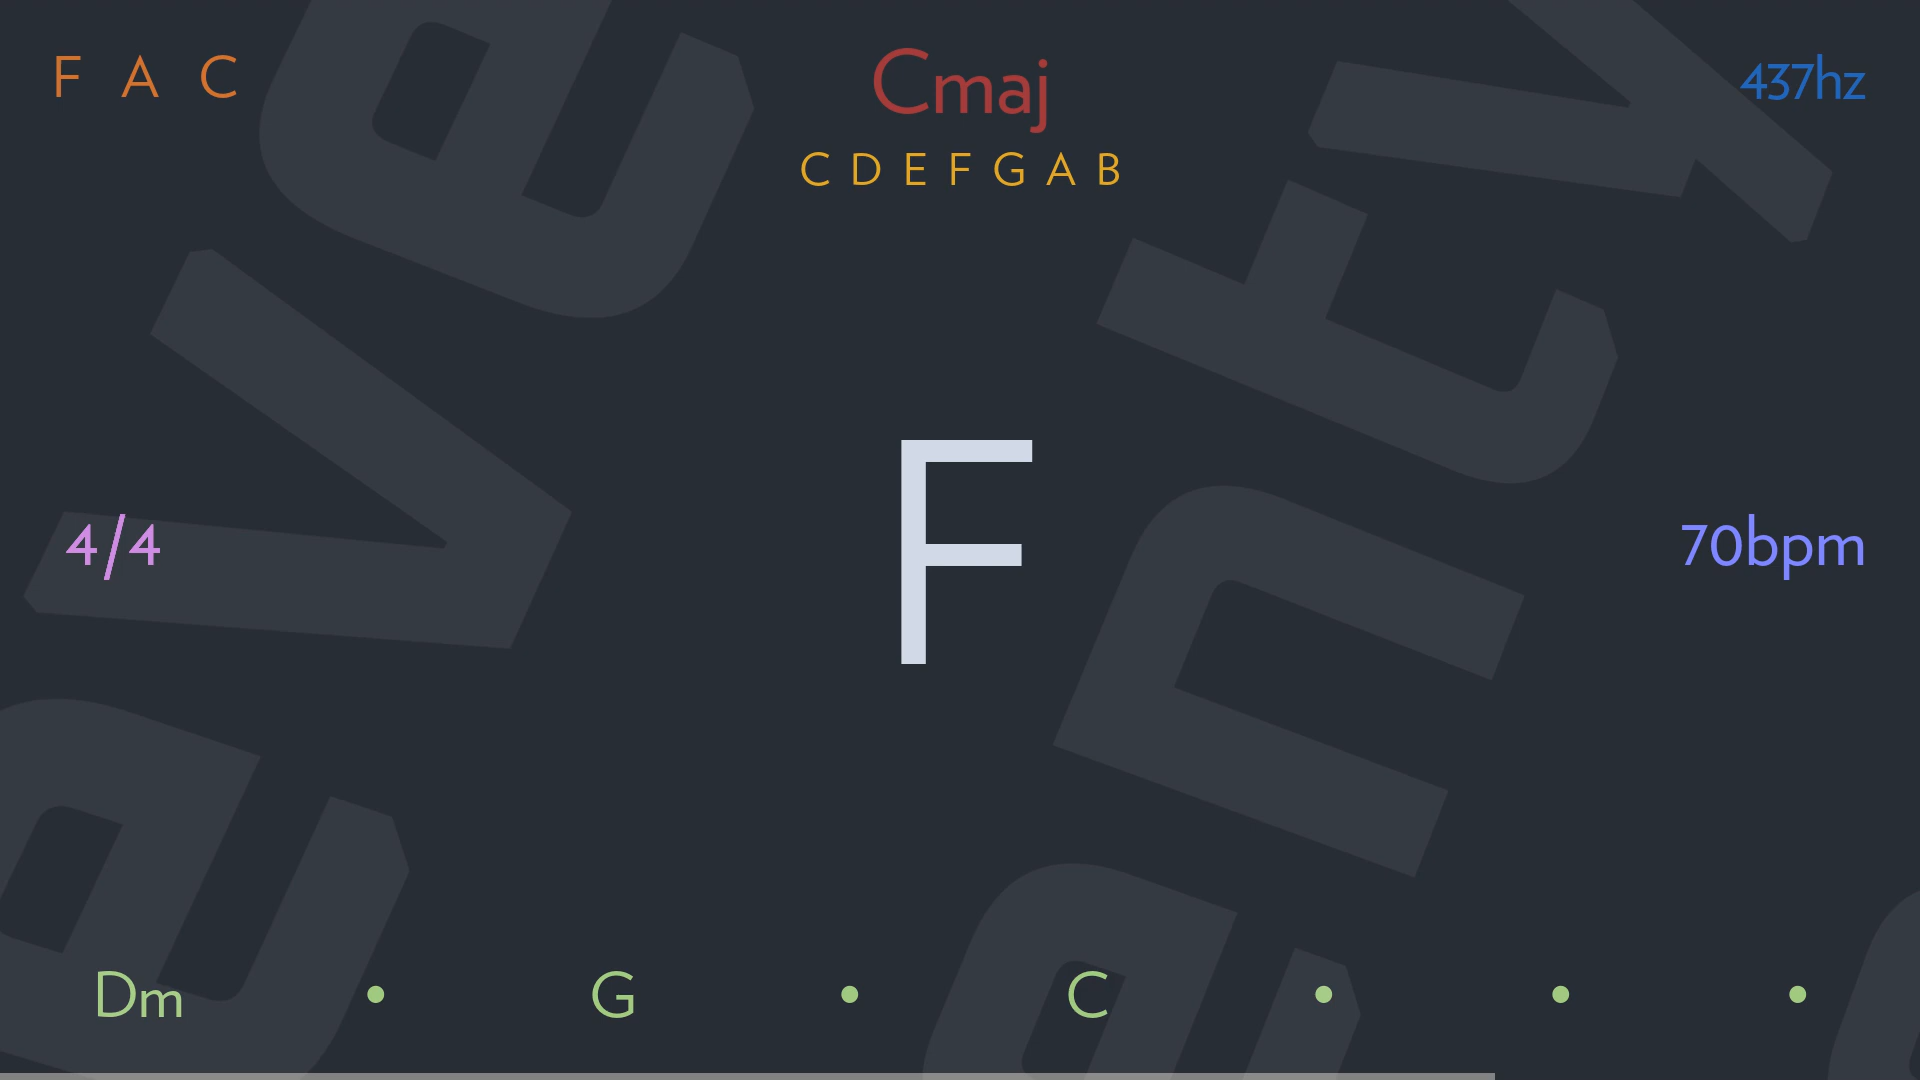 F A C
Cmaj
437hz
C D E F G A B
4/4
F
70bpm
Dm • G • C • • •